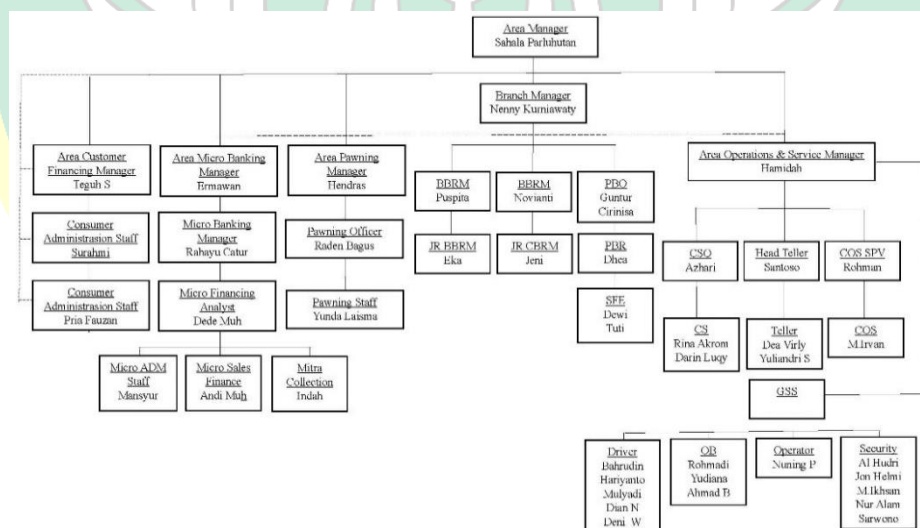 Area Manager
Sahala Parluhutan
Branch Manager
Nenny Kurniawaty
Area Customer
Financing Manager
Teguh S
Area Micro Banking
Manager
Ermawan
Area Pawning
Manager
Hendras
BBRM
Puspita
BBRM
Novianti
PBO
Guntur
Cirinisa
Area Operations & Service Manager
Hamidah
Consumer
Administrasion Staff
Surahmi
Micro Banking
Manager
Rahayu Catur
Pawning Officer
Raden Bagus
JR BBRM
Eka
JR CBRM
Jeni
PBR
Dhea
CSO
Azhari
Head Teller
Santoso
COS SPV
Rohman
Consumer
Administrasion Staff
Pria Fauzan
Micro Financing
Analyst
Dede Muh
Pawning Staff
Yunda Laisma
SFE
Dewi
Tuti
CS
Rina Akrom
Darin Luqy
Teller
Dea Virly
Yuliandri S
COS
M.Irvan
Micro ADM
Staff
Mansyur
Micro Sales
Finance
Andi Muh
Mitra
Collection
Indah
GSS
Driver
Bahrudin
Hariyanto
Mulyadi
Dian N
Deni W
OB
Rohmadi
Yudiana
Ahmad B
Operator
Nuning P
Security
Al Hudri
Jon Helmi
M.Ikhsan
Nur Alam
Sarwono